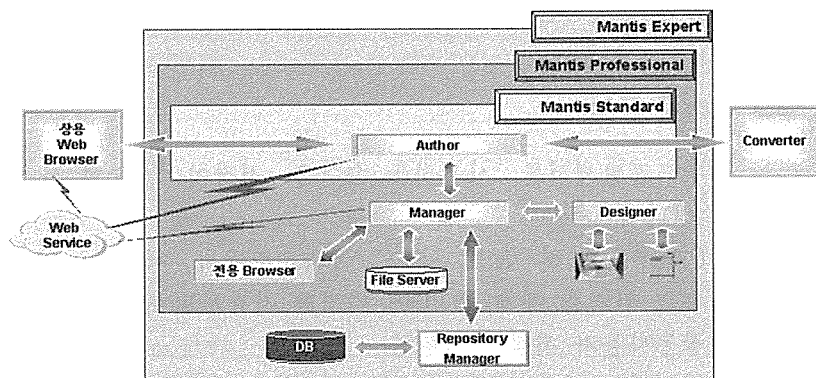 Mantis Expert
Mantis Professional
Mantis Standard
상용
Web
Browser
Author
Converter
Manager
Designer
Web
Service
전용 Browser
File Server
DB
Repository
Manager